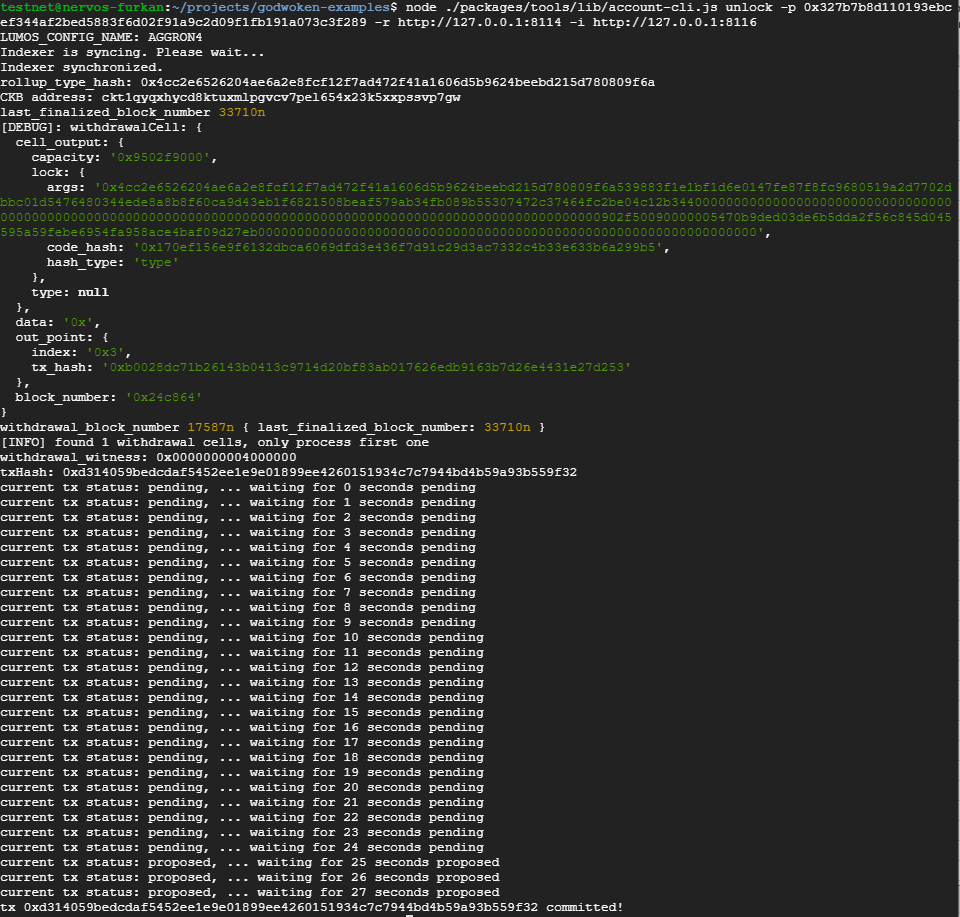 testnet@nervos-furkan:~/projects/godwoken-examples$ node ./packages/tools/lib/account-cli.js unlock -p 0x327b7b8d110193ebc
ef344af2bed5883f6d02f91a9c2d09f1fb191a073c3f289 -r http://127.0.0.1:8114 -i http://127.0.0.1:8116
LUMOS_CONFIG_NAME: AGGRON4
Indexer is syncing. Please wait...
Indexer synchronized.
rollup_type_hash: 0x4cc2e6526204ae6a2e8fcf12f7ad472f41a1606d5b9624beebd215d780809f6a
CKB address: ckt1qyqxhycd8ktuxmlpgvcv7pel654x23k5xxpssvp7gw
last_finalized_block_number 33710n
[DEBUG]: withdrawalCell: {
  cell_output: {
    capacity: '0x9502f9000',
    lock: {
      args: '0x4cc2e6526204ae6a2e8fcf12f7ad472f41a1606d5b9624beebd215d780809f6a539883f1e1bf1d6e0147fe87f8fc9680519a2d7702d
bbc01d5476480344ede8a8b8f60ca9d43eb1f6821508beaf579ab34fb089b55307472c37464fc2be04c12b344000000000000000000000000000000000
0000000000000000000000000000000000000000000000000000000000000000000000000000902f50090000005470b9ded03de6b5dda2f56c845d045
595a59febe6954fa958ace4baf09d27eb0000000000000000000000000000000000000000000000000000000000000000',
      code_hash: '0x170ef156e9f6132dbca6069dfd3e436f7d91c29d3ac7332c4b33e633b6a299b5',
      hash_type: 'type'
    },
    type: null
  },
  data: '0x',
  out_point: {
    index: '0x3',
    tx_hash: '0xb0028dc71b26143b0413c9714d20bf83ab017626edb9163b7d26e4431e27d253'
  },
  block_number: '0x24c864'
}
withdrawal_block_number 17587n { last_finalized_block_number: 33710n }
[INFO] found 1 withdrawal cells, only process first one
withdrawal_witness: 0x0000000004000000
txHash: 0xd314059bedcdaf5452ee1e9e01899ee4260151934c7c7944bd4b59a93b559f32
current tx status: pending, ... waiting for 0 seconds pending
current tx status: pending, ... waiting for 1 seconds pending
current tx status: pending, ... waiting for 2 seconds pending
current tx status: pending, ... waiting for 3 seconds pending
current tx status: pending, ... waiting for 4 seconds pending
current tx status: pending, ... waiting for 5 seconds pending
current tx status: pending, ... waiting for 6 seconds pending
current tx status: pending, ... waiting for 7 seconds pending
current tx status: pending, ... waiting for 8 seconds pending
current tx status: pending, ... waiting for 9 seconds pending
current tx status: pending, ... waiting for 10 seconds pending
current tx status: pending, ... waiting for 11 seconds pending
current tx status: pending, ... waiting for 12 seconds pending
current tx status: pending, ... waiting for 13 seconds pending
current tx status: pending, ... waiting for 14 seconds pending
current tx status: pending, ... waiting for 15 seconds pending
current tx status: pending, ... waiting for 16 seconds pending
current tx status: pending, ... waiting for 17 seconds pending
current tx status: pending, ... waiting for 18 seconds pending
current tx status: pending, ... waiting for 19 seconds pending
current tx status: pending, ... waiting for 20 seconds pending
current tx status: pending, ... waiting for 21 seconds pending
current tx status: pending, ... waiting for 22 seconds pending
current tx status: pending, ... waiting for 23 seconds pending
current tx status: pending, ... waiting for 24 seconds pending
current tx status: proposed, ... waiting for 25 seconds proposed
current tx status: proposed, ... waiting for 26 seconds proposed
current tx status: proposed, ... waiting for 27 seconds proposed
tx 0xd314059bedcdaf5452ee1e9e01899ee4260151934c7c7944bd4b59a93b559f32 committed!